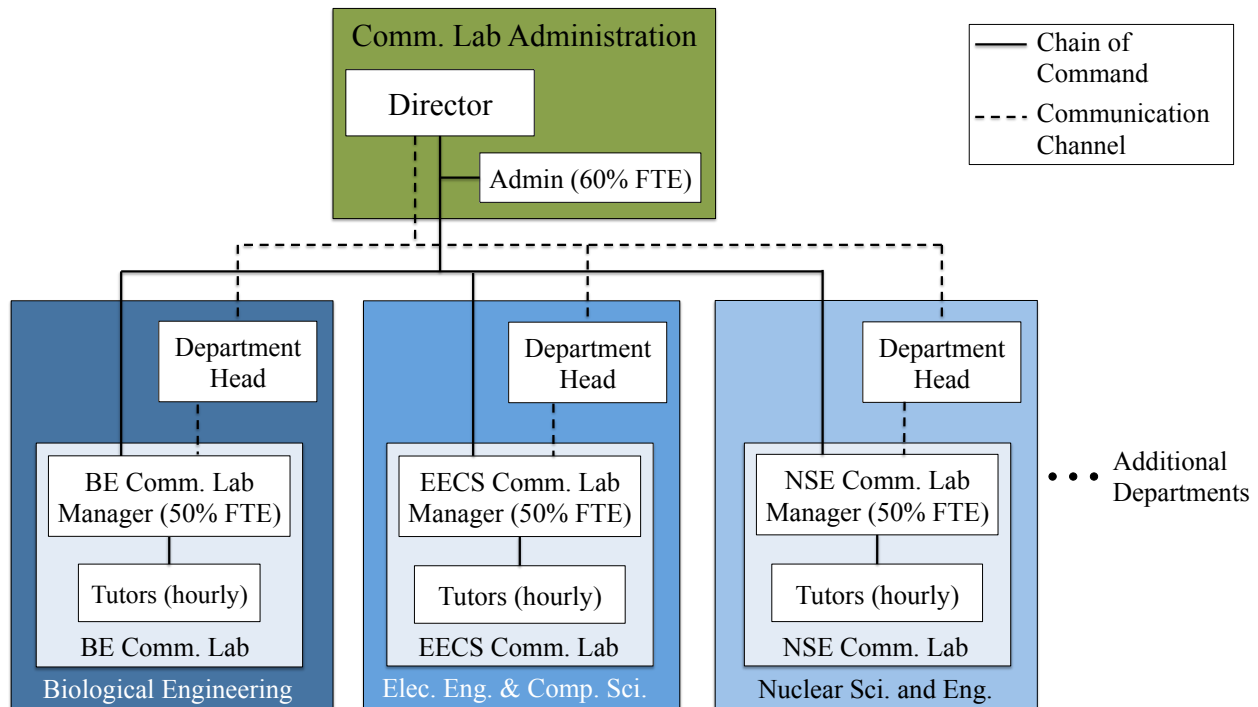 Comm. Lab Administration
Director
Admin (60% FTE)
Chain of
Command
Communication
Channel
Department
Head
BE Comm. Lab
Manager (50% FTE)
Tutors (hourly)
BE Comm. Lab
Biological Engineering
Department
Head
EECS Comm. Lab
Manager (50% FTE)
Tutors (hourly)
EECS Comm. Lab
Elec. Eng. & Comp. Sci.
Department
Head
NSE Comm. Lab
Manager (50% FTE)
Tutors (hourly)
NSE Comm. Lab
Nuclear Sci. and Eng.
Additional
Departments